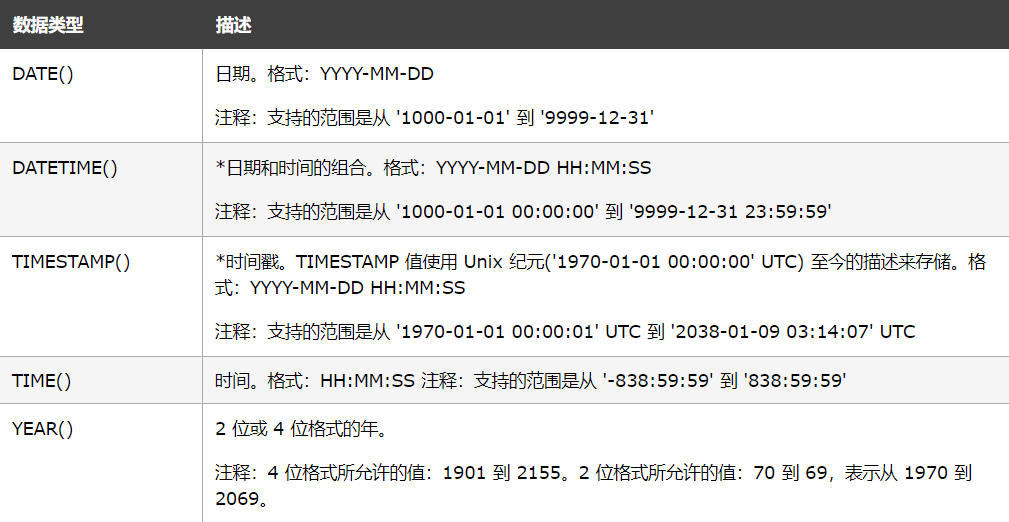 数据类型 描述
DATE() 日期。格式：YYYY-MM-DD
注释：支持的范围是从 '1000-01-01' 到 '9999-12-31'
DATETIME() *日期和时间的组合。格式：YYYY-MM-DD HH:MM:SS
注释：支持的范围是从 '1000-01-01 00:00:00' 到 '9999-12-31 23:59:59'
TIMESTAMP() *时间戳。TIMESTAMP 值使用 Unix 纪元('1970-01-01 00:00:00' UTC) 至今的描述来存储。格
式：YYYY-MM-DD HH:MM:SS
注释：支持的范围是从 '1970-01-01 00:00:01' UTC 到 '2038-01-09 03:14:07' UTC
TIME() 时间。格式：HH:MM:SS 注释：支持的范围是从 '-838:59:59' 到 '838:59:59'
YEAR() 2 位或 4 位格式的年。
注释：4 位格式所允许的值：1901 到 2155。2 位格式所允许的值：70 到 69，表示从 1970 到
2069。